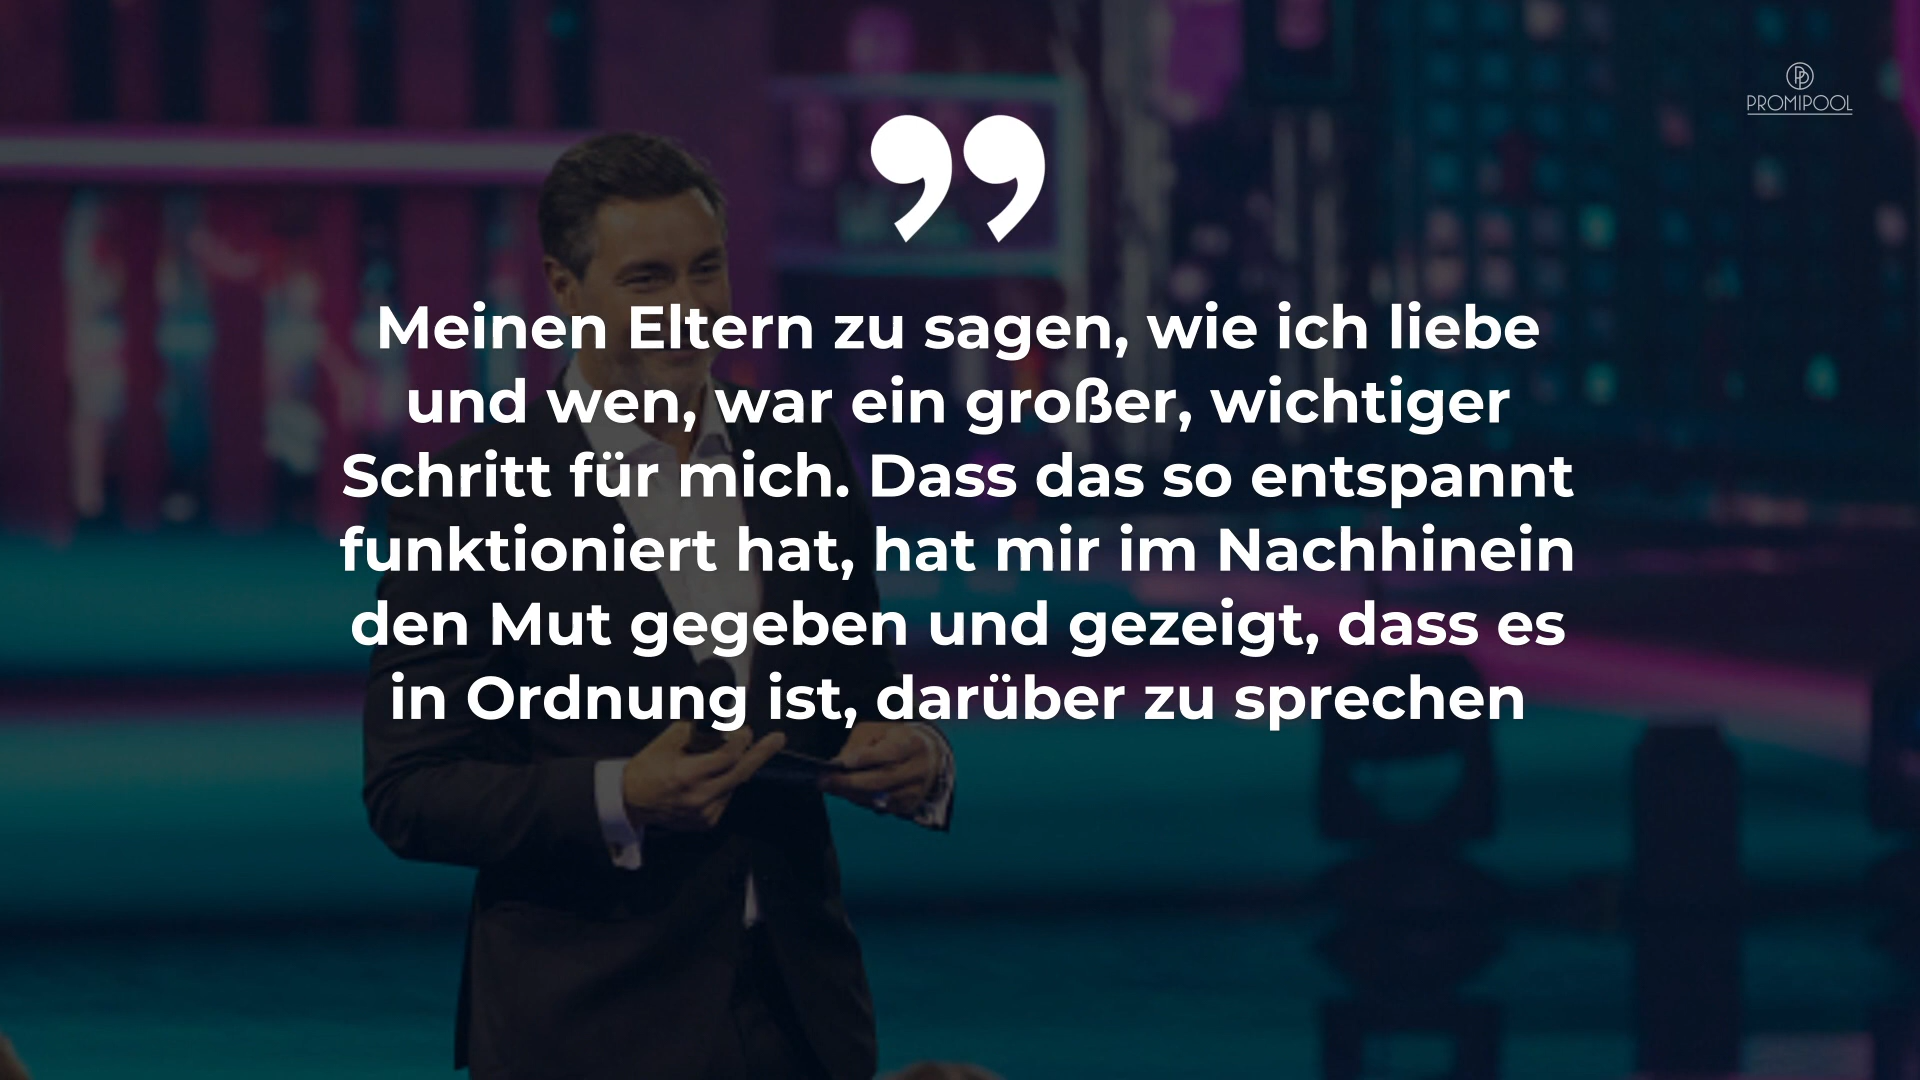 PROMIPOOL
”
Meinen Eltern zu sagen, wie ich liebe
und wen, war ein großer, wichtiger
Schritt für mich. Dass das so entspannt
funktioniert hat, hat mir im Nachhinein
den Mut gegeben und gezeigt, dass es
in Ordnung ist, darüber zu sprechen